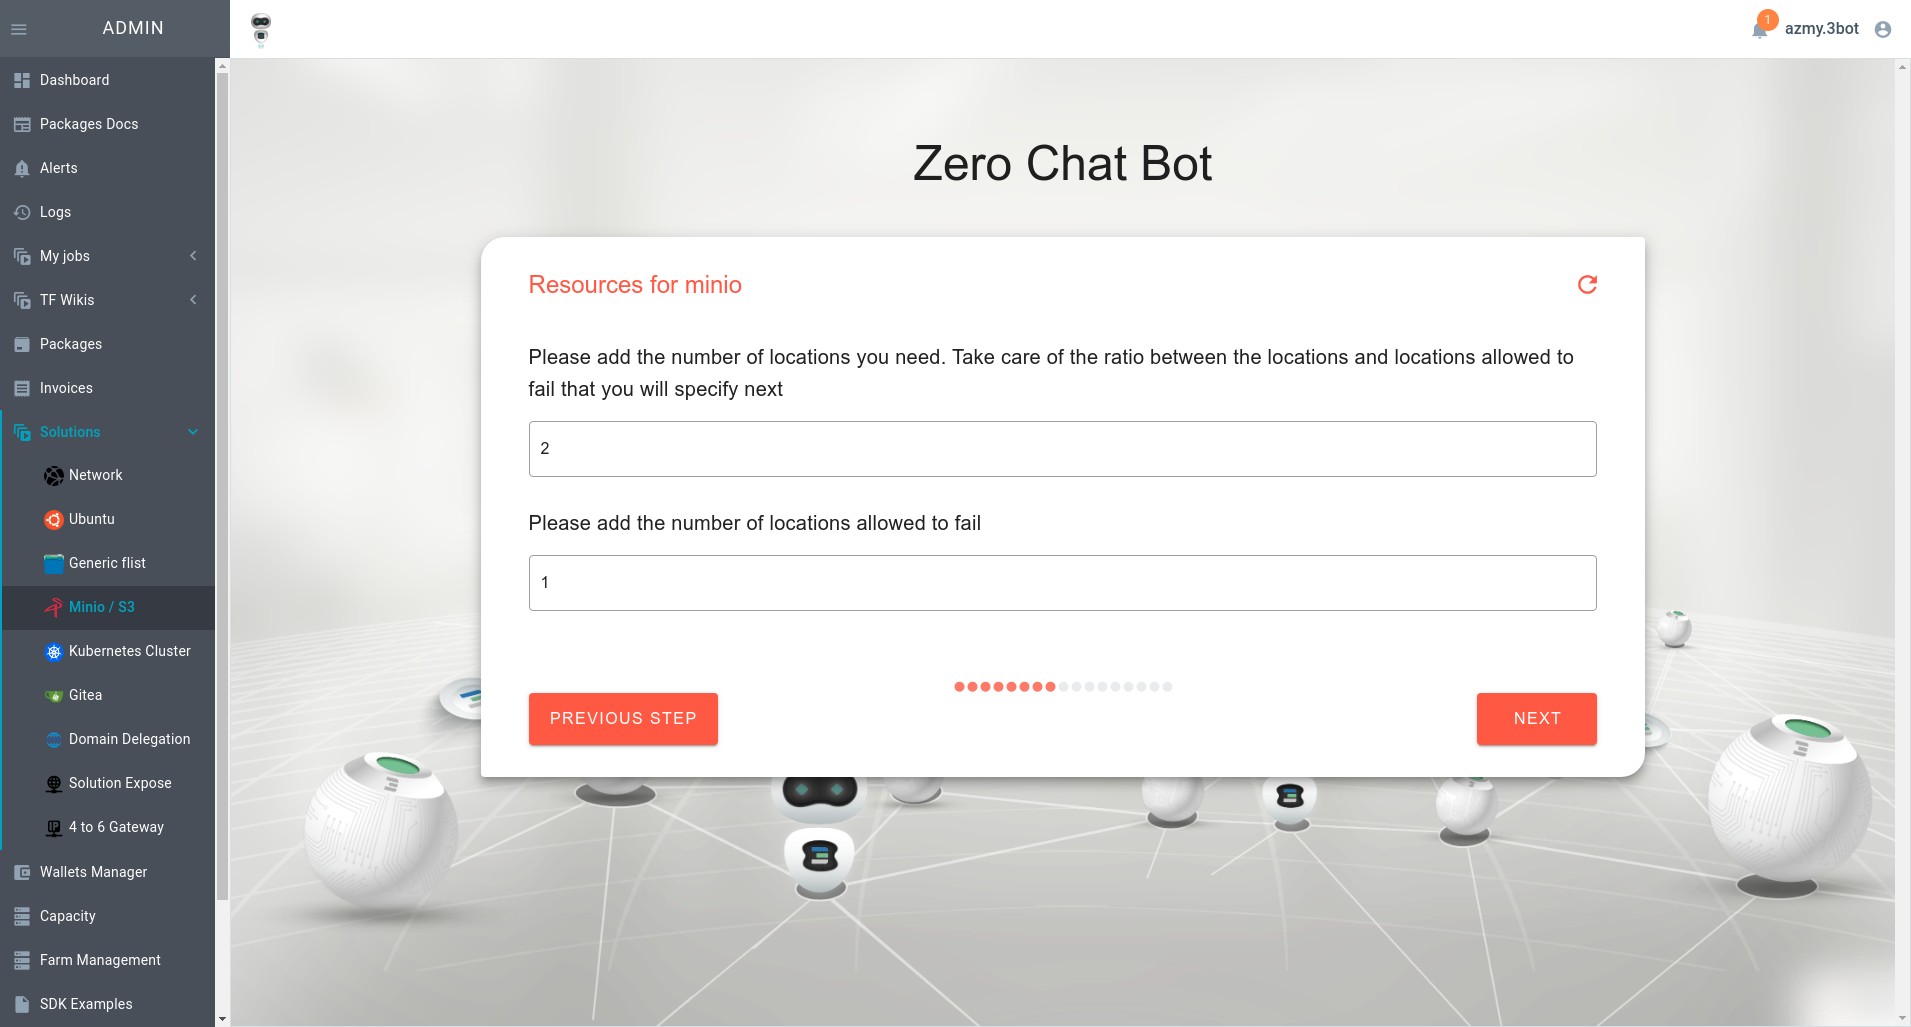 ADMIN
1
azmy.3bot
Dashboard
Packages Docs
Alerts
Logs
My jobs
TF Wikis
Packages
Invoices
Solutions
Network
Ubuntu
Generic flist
Minio / S3
Kubernetes Cluster
Gitea
Domain Delegation
Solution Expose
4 to 6 Gateway
Wallets Manager
Capacity
Farm Management
SDK Examples
Zero Chat Bot
Resources for minio
Please add the number of locations you need. Take care of the ratio between the locations and locations allowed to
fail that you will specify next
2
Please add the number of locations allowed to fail
1
PREVIOUS STEP
NEXT